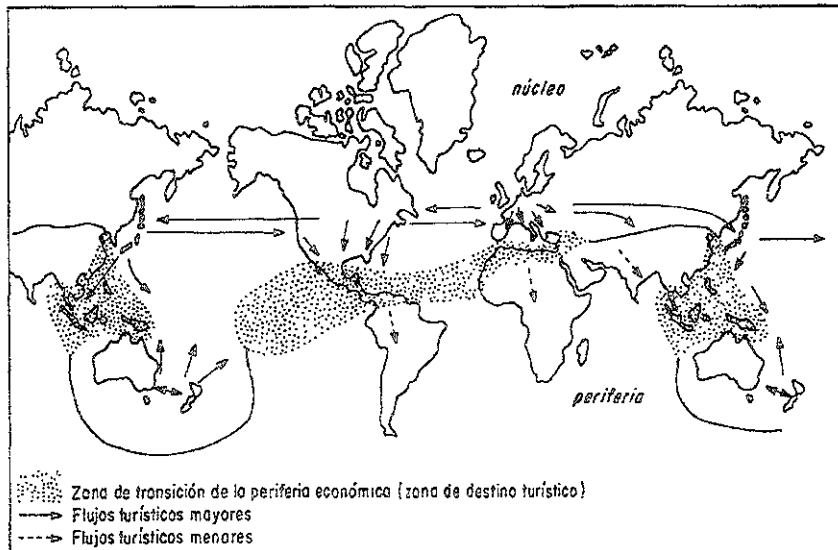 núcleo
periferia
Zona de transición de la periferia económica (zona de destino turístico)
Flujos turísticos mayores
Flujos turísticos menores